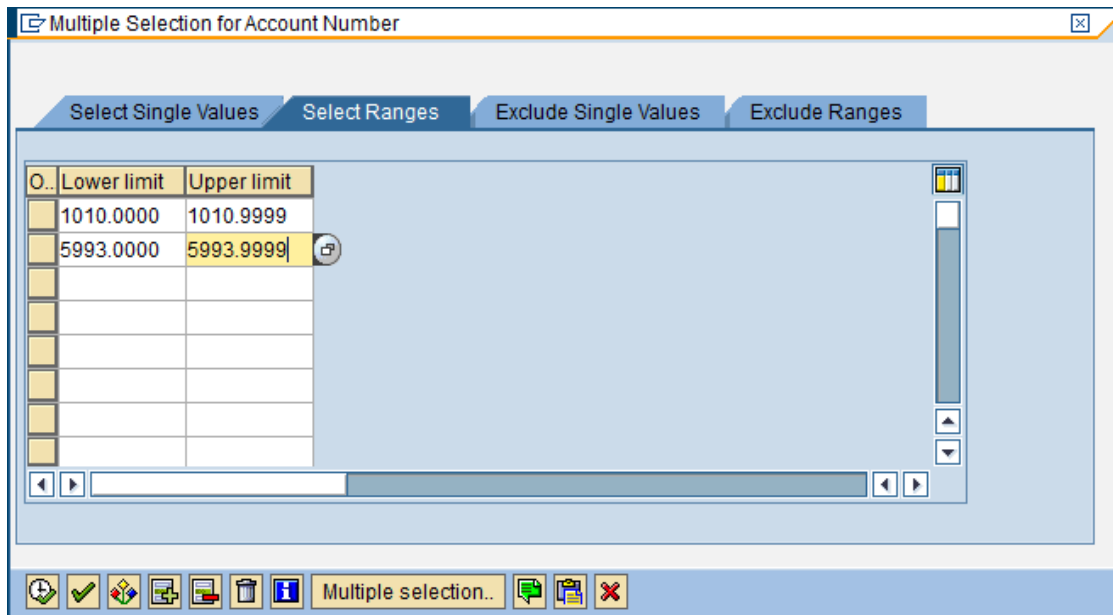 Multiple Selection for Account Number
Select Single Values Select Ranges Exclude Single Values Exclude Ranges
O.. Lower limit Upper limit
1010.0000 1010.9999
5993.0000 5993.9999
Multiple selection..